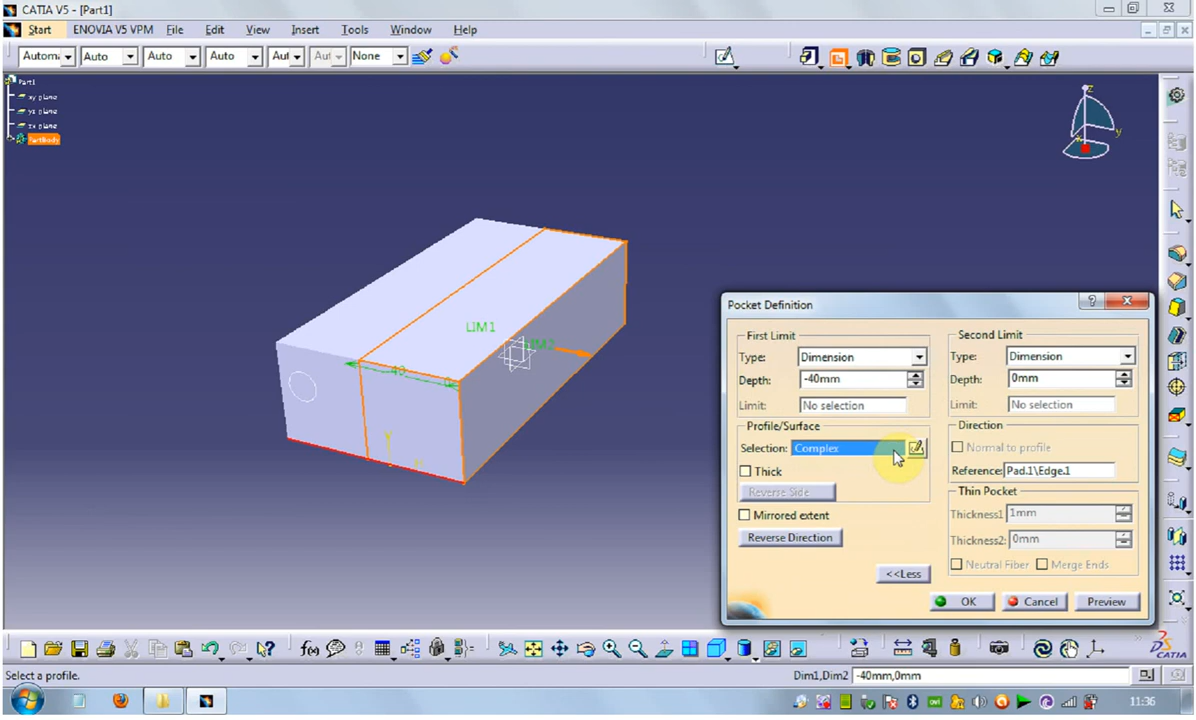 CATIA V5 - [Part1]
Start ENOVIA V5 VPM File Edit View Insert Tools Window Help
Autom Auto Auto Auto Aut Aut None
Part1
xy plane
yz plane
zx plane
PartBody
z
y
LIM1
LIM2
-40
0
Y
Pocket Definition
First Limit
Type: Dimension
Depth: -40mm
Limit: No selection
Profile/Surface
Selection: Complex
Thick
Reverse Side
Mirrored extent
Reverse Direction
<<Less
Second Limit
Type: Dimension
Depth: 0mm
Limit: No selection
Direction
Normal to profile
Reference: Pad.1\Edge.1
Thin Pocket
Thickness1 1mm
Thickness2: 0mm
Neutral Fiber Merge Ends
OK Cancel Preview
f(x)
CATIA
Select a profile. Dim1,Dim2 -40mm,0mm
11:36